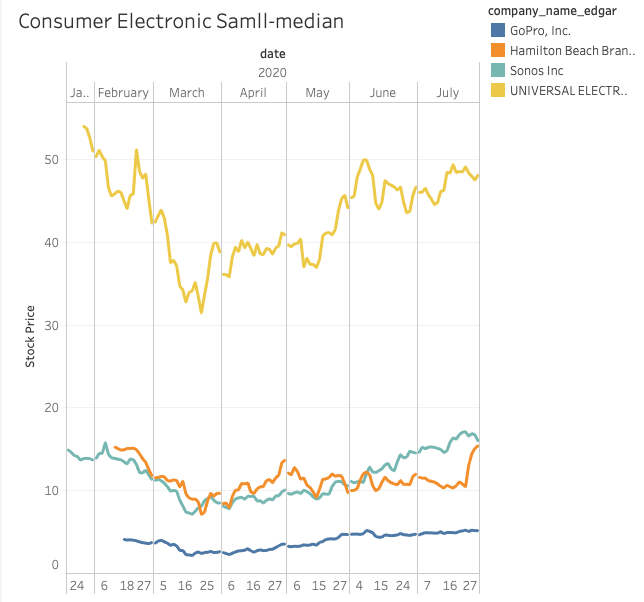 Consumer Electronic Samll-median
company_name_edgar
GoPro, Inc.
Hamilton Beach Bran..
Sonos Inc
UNIVERSAL ELECTR..
date
2020
Ja.. February March April May June July
Stock Price
50
40
30
20
10
0
24 6 18 27 5 16 25 6 16 27 6 15 27 4 15 24 7 16 27